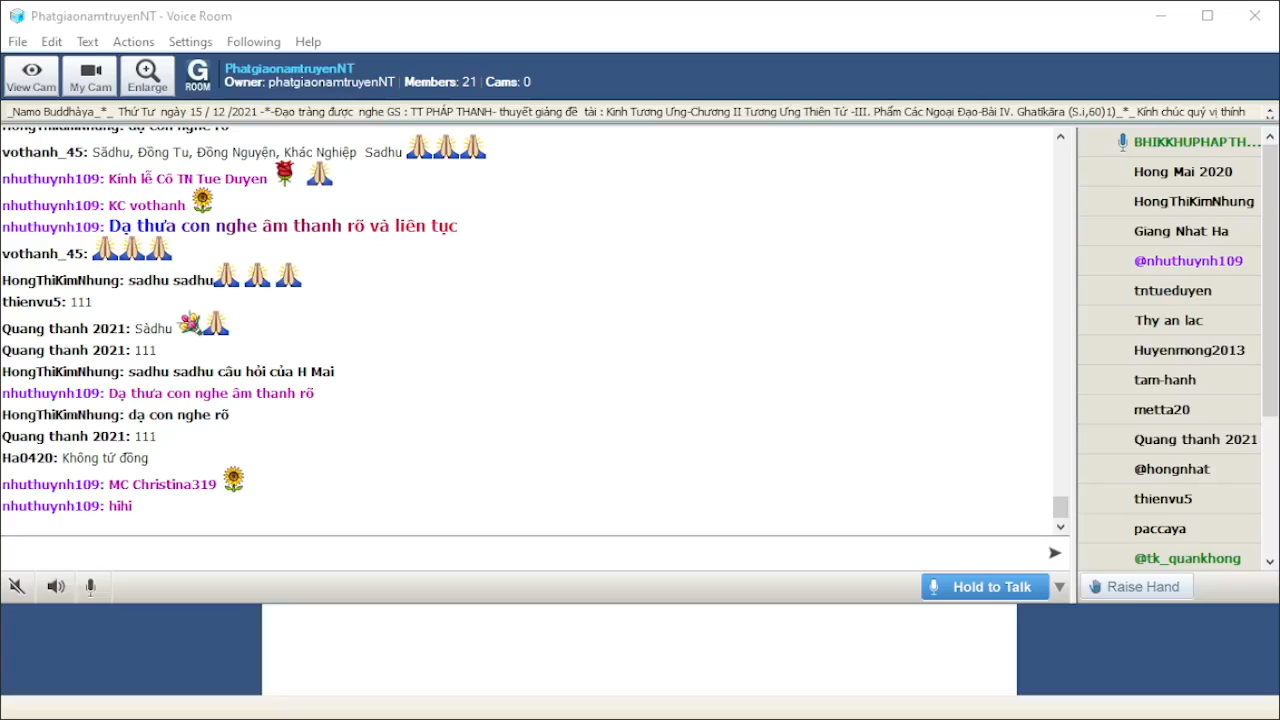 PhatgiaonamtruyenNT - Voice Room
File Edit Text Actions Settings Following Help
View Cam My Cam Enlarge G ROOM
PhatgiaonamtruyenNT
Owner: phatgiaonamtruyenNT | Members: 21 | Cams: 0
_Namo Buddhàya_*_ Thứ Tư ngày 15 / 12 /2021 -*-Đạo tràng được nghe GS : TT PHÁP THANH- thuyết giảng đề tài : Kinh Tương Ưng-Chương II Tương Ưng Thiên Tử -III. Phẩm Các Ngoại Đạo-Bài IV. Ghatìkàra (S.i,60)1)_*_Kính chúc quý vị thính
HongThiKimNhung: dạ con nghe rõ
vothanh_45: Sādhu, Đồng Tu, Đồng Nguyện, Khác Nghiệp Sadhu
nhuthuynh109: Kính lễ Cô TN Tue Duyen
nhuthuynh109: KC vothanh
nhuthuynh109: Dạ thưa con nghe âm thanh rõ và liên tục
vothanh_45:
HongThiKimNhung: sadhu sadhu
thienvu5: 111
Quang thanh 2021: Sàdhu
Quang thanh 2021: 111
HongThiKimNhung: sadhu sadhu câu hỏi của H Mai
nhuthuynh109: Dạ thưa con nghe âm thanh rõ
HongThiKimNhung: dạ con nghe rõ
Quang thanh 2021: 111
Ha0420: Không tứ đồng
nhuthuynh109: MC Christina319
nhuthuynh109: hihi
BHIKKHUPHAPTH...
Hong Mai 2020
HongThiKimNhung
Giang Nhat Ha
@nhuthuynh109
tntueduyen
Thy an lac
Huyenmong2013
tam-hanh
metta20
Quang thanh 2021
@hongnhat
thienvu5
paccaya
@tk_quankhong
Hold to Talk
Raise Hand